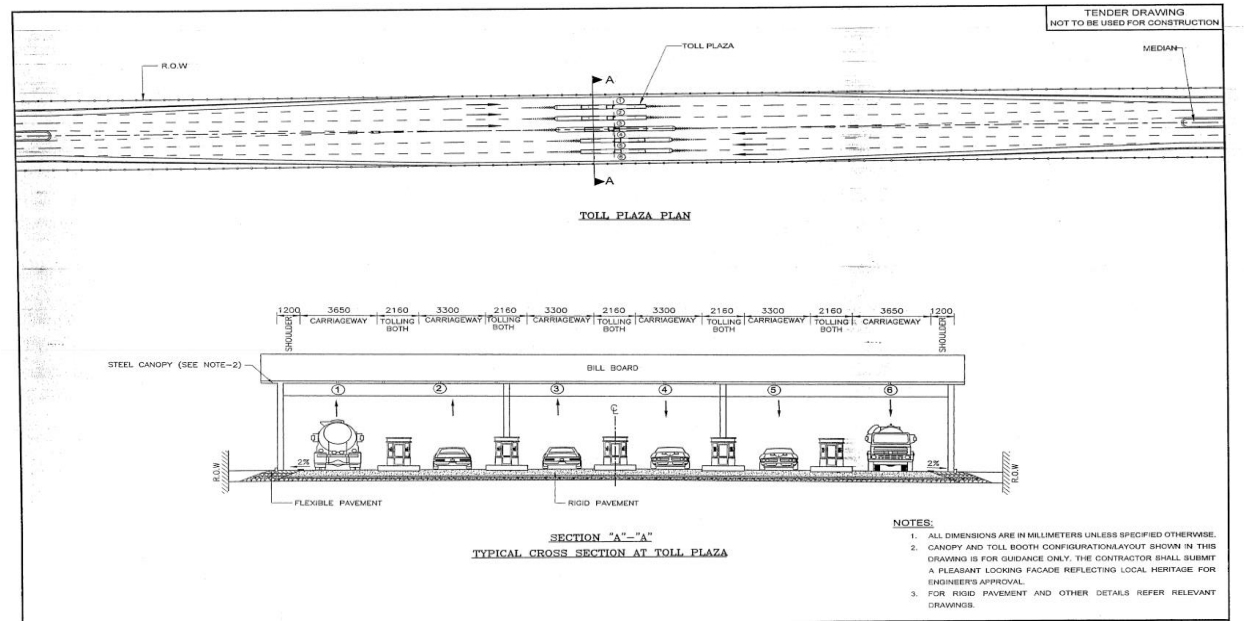 TENDER DRAWING
NOT TO BE USED FOR CONSTRUCTION
R.O.W
TOLL PLAZA
MEDIAN
A
A
TOLL PLAZA PLAN
1200 3650 2160 3300 2160 3300 2160 3300 2160 3300 2160 3650 1200
SHOULDER CARRIAGEWAY TOLLING BOTH CARRIAGEWAY TOLLING BOTH CARRIAGEWAY TOLLING BOTH CARRIAGEWAY TOLLING BOTH CARRIAGEWAY TOLLING BOTH CARRIAGEWAY SHOULDER
STEEL CANOPY (SEE NOTE-2)
BILL BOARD
1 2 3 4 5 6
CL
R.O.W 2% 2% R.O.W
FLEXIBLE PAVEMENT
RIGID PAVEMENT
SECTION "A"-"A"
TYPICAL CROSS SECTION AT TOLL PLAZA
NOTES:
1. ALL DIMENSIONS ARE IN MILLIMETERS UNLESS SPECIFIED OTHERWISE.
2. CANOPY AND TOLL BOOTH CONFIGURATION/LAYOUT SHOWN IN THIS
DRAWING IS FOR GUIDANCE ONLY. THE CONTRACTOR SHALL SUBMIT
A PLEASANT LOOKING FACADE REFLECTING LOCAL HERITAGE FOR
ENGINEER'S APPROVAL.
3. FOR RIGID PAVEMENT AND OTHER DETAILS REFER RELEVANT
DRAWINGS.